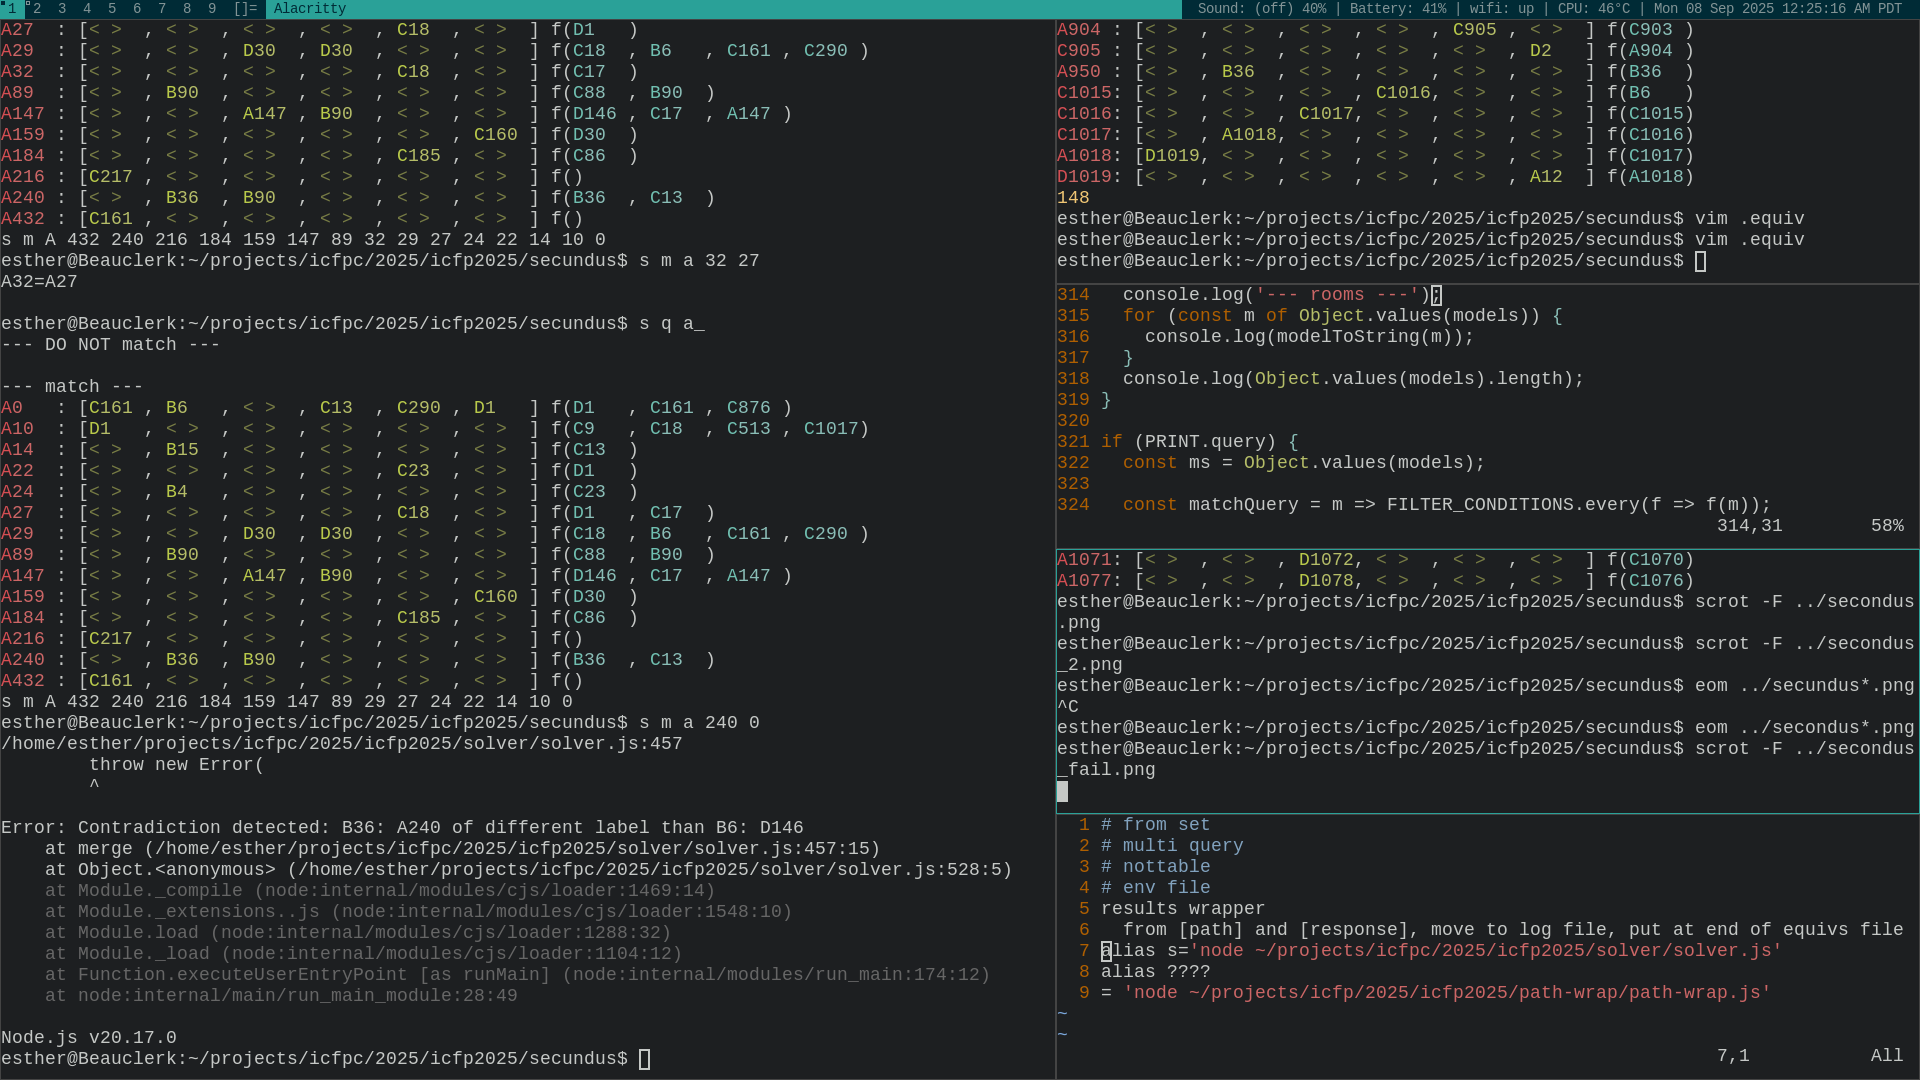 1 2 3 4 5 6 7 8 9 []= Alacritty Sound: (off) 40% | Battery: 41% | wifi: up | CPU: 46°C | Mon 08 Sep 2025 12:25:16 AM PDT
A27  : [< >  , < >  , < >  , < >  , C18  , < >  ] f(D1   )
A29  : [< >  , < >  , D30  , D30  , < >  , < >  ] f(C18  , B6   , C161 , C290 )
A32  : [< >  , < >  , < >  , < >  , C18  , < >  ] f(C17  )
A89  : [< >  , B90  , < >  , < >  , < >  , < >  ] f(C88  , B90  )
A147 : [< >  , < >  , A147 , B90  , < >  , < >  ] f(D146 , C17  , A147 )
A159 : [< >  , < >  , < >  , < >  , < >  , C160 ] f(D30  )
A184 : [< >  , < >  , < >  , < >  , C185 , < >  ] f(C86  )
A216 : [C217 , < >  , < >  , < >  , < >  , < >  ] f()
A240 : [< >  , B36  , B90  , < >  , < >  , < >  ] f(B36  , C13  )
A432 : [C161 , < >  , < >  , < >  , < >  , < >  ] f()
s m A 432 240 216 184 159 147 89 32 29 27 24 22 14 10 0
esther@Beauclerk:~/projects/icfpc/2025/icfp2025/secundus$ s m a 32 27
A32=A27
esther@Beauclerk:~/projects/icfpc/2025/icfp2025/secundus$ s q a_
--- DO NOT match ---
--- match ---
A0   : [C161 , B6   , < >  , C13  , C290 , D1   ] f(D1   , C161 , C876 )
A10  : [D1   , < >  , < >  , < >  , < >  , < >  ] f(C9   , C18  , C513 , C1017)
A14  : [< >  , B15  , < >  , < >  , < >  , < >  ] f(C13  )
A22  : [< >  , < >  , < >  , < >  , C23  , < >  ] f(D1   )
A24  : [< >  , B4   , < >  , < >  , < >  , < >  ] f(C23  )
A27  : [< >  , < >  , < >  , < >  , C18  , < >  ] f(D1   , C17  )
A29  : [< >  , < >  , D30  , D30  , < >  , < >  ] f(C18  , B6   , C161 , C290 )
A89  : [< >  , B90  , < >  , < >  , < >  , < >  ] f(C88  , B90  )
A147 : [< >  , < >  , A147 , B90  , < >  , < >  ] f(D146 , C17  , A147 )
A159 : [< >  , < >  , < >  , < >  , < >  , C160 ] f(D30  )
A184 : [< >  , < >  , < >  , < >  , C185 , < >  ] f(C86  )
A216 : [C217 , < >  , < >  , < >  , < >  , < >  ] f()
A240 : [< >  , B36  , B90  , < >  , < >  , < >  ] f(B36  , C13  )
A432 : [C161 , < >  , < >  , < >  , < >  , < >  ] f()
s m A 432 240 216 184 159 147 89 29 27 24 22 14 10 0
esther@Beauclerk:~/projects/icfpc/2025/icfp2025/secundus$ s m a 240 0
/home/esther/projects/icfpc/2025/icfp2025/solver/solver.js:457
        throw new Error(
        ^
Error: Contradiction detected: B36: A240 of different label than B6: D146
    at merge (/home/esther/projects/icfpc/2025/icfp2025/solver/solver.js:457:15)
    at Object.<anonymous> (/home/esther/projects/icfpc/2025/icfp2025/solver/solver.js:528:5)
    at Module._compile (node:internal/modules/cjs/loader:1469:14)
    at Module._extensions..js (node:internal/modules/cjs/loader:1548:10)
    at Module.load (node:internal/modules/cjs/loader:1288:32)
    at Module._load (node:internal/modules/cjs/loader:1104:12)
    at Function.executeUserEntryPoint [as runMain] (node:internal/modules/run_main:174:12)
    at node:internal/main/run_main_module:28:49
Node.js v20.17.0
esther@Beauclerk:~/projects/icfpc/2025/icfp2025/secundus$
A904 : [< >  , < >  , < >  , < >  , C905 , < >  ] f(C903 )
C905 : [< >  , < >  , < >  , < >  , < >  , D2   ] f(A904 )
A950 : [< >  , B36  , < >  , < >  , < >  , < >  ] f(B36  )
C1015: [< >  , < >  , < >  , C1016, < >  , < >  ] f(B6   )
C1016: [< >  , < >  , C1017, < >  , < >  , < >  ] f(C1015)
C1017: [< >  , A1018, < >  , < >  , < >  , < >  ] f(C1016)
A1018: [D1019, < >  , < >  , < >  , < >  , < >  ] f(C1017)
D1019: [< >  , < >  , < >  , < >  , < >  , A12  ] f(A1018)
148
esther@Beauclerk:~/projects/icfpc/2025/icfp2025/secundus$ vim .equiv
esther@Beauclerk:~/projects/icfpc/2025/icfp2025/secundus$ vim .equiv
esther@Beauclerk:~/projects/icfpc/2025/icfp2025/secundus$
314   console.log('--- rooms ---');
315   for (const m of Object.values(models)) {
316     console.log(modelToString(m));
317   }
318   console.log(Object.values(models).length);
319 }
320
321 if (PRINT.query) {
322   const ms = Object.values(models);
323
324   const matchQuery = m => FILTER_CONDITIONS.every(f => f(m));
314,31 58%
A1071: [< >  , < >  , D1072, < >  , < >  , < >  ] f(C1070)
A1077: [< >  , < >  , D1078, < >  , < >  , < >  ] f(C1076)
esther@Beauclerk:~/projects/icfpc/2025/icfp2025/secundus$ scrot -F ../secondus
.png
esther@Beauclerk:~/projects/icfpc/2025/icfp2025/secundus$ scrot -F ../secondus
_2.png
esther@Beauclerk:~/projects/icfpc/2025/icfp2025/secundus$ eom ../secundus*.png
^C
esther@Beauclerk:~/projects/icfpc/2025/icfp2025/secundus$ eom ../secundus*.png
esther@Beauclerk:~/projects/icfpc/2025/icfp2025/secundus$ scrot -F ../secondus
_fail.png
1 # from set
2 # multi query
3 # nottable
4 # env file
5 results wrapper
6   from [path] and [response], move to log file, put at end of equivs file
7 alias s='node ~/projects/icfpc/2025/icfp2025/solver/solver.js'
8 alias ????
9 = 'node ~/projects/icfp/2025/icfp2025/path-wrap/path-wrap.js'
~
~
7,1 All